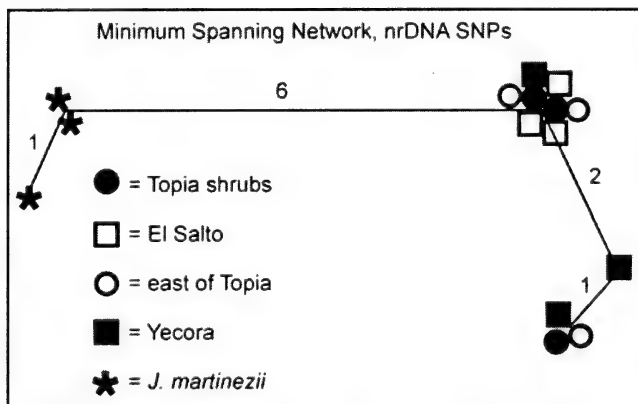 Minimum Spanning Network, nrDNA SNPs
6
1
2
1
= Topia shrubs
= El Salto
= east of Topia
= Yecora
= J. martinezii